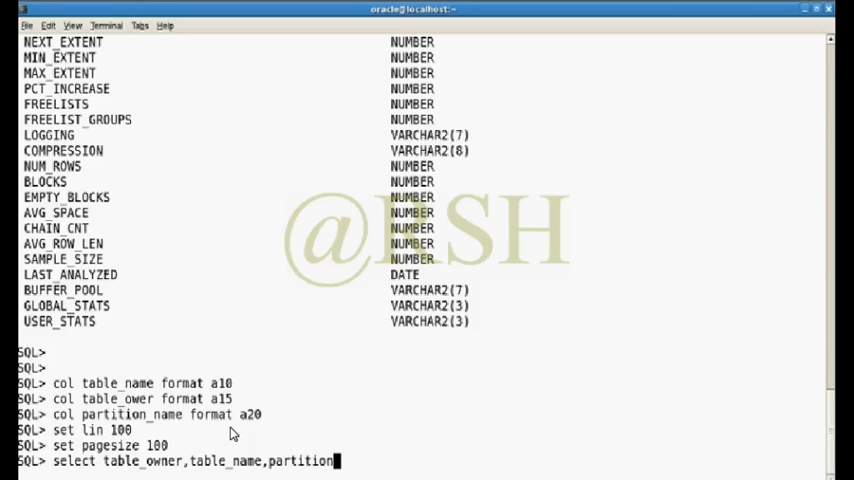 oracle@localhost:~
File Edit View Terminal Tabs Help
NEXT_EXTENT NUMBER
MIN_EXTENT NUMBER
MAX_EXTENT NUMBER
PCT_INCREASE NUMBER
FREELISTS NUMBER
FREELIST_GROUPS NUMBER
LOGGING VARCHAR2(7)
COMPRESSION VARCHAR2(8)
NUM_ROWS NUMBER
BLOCKS NUMBER
EMPTY_BLOCKS NUMBER
AVG_SPACE NUMBER
CHAIN_CNT NUMBER
AVG_ROW_LEN NUMBER
SAMPLE_SIZE NUMBER
LAST_ANALYZED DATE
BUFFER_POOL VARCHAR2(7)
GLOBAL_STATS VARCHAR2(3)
USER_STATS VARCHAR2(3)
@RSH
SQL>
SQL>
SQL> col table_name format a10
SQL> col table_ower format a15
SQL> col partition_name format a20
SQL> set lin 100
SQL> set pagesize 100
SQL> select table_owner,table_name,partition